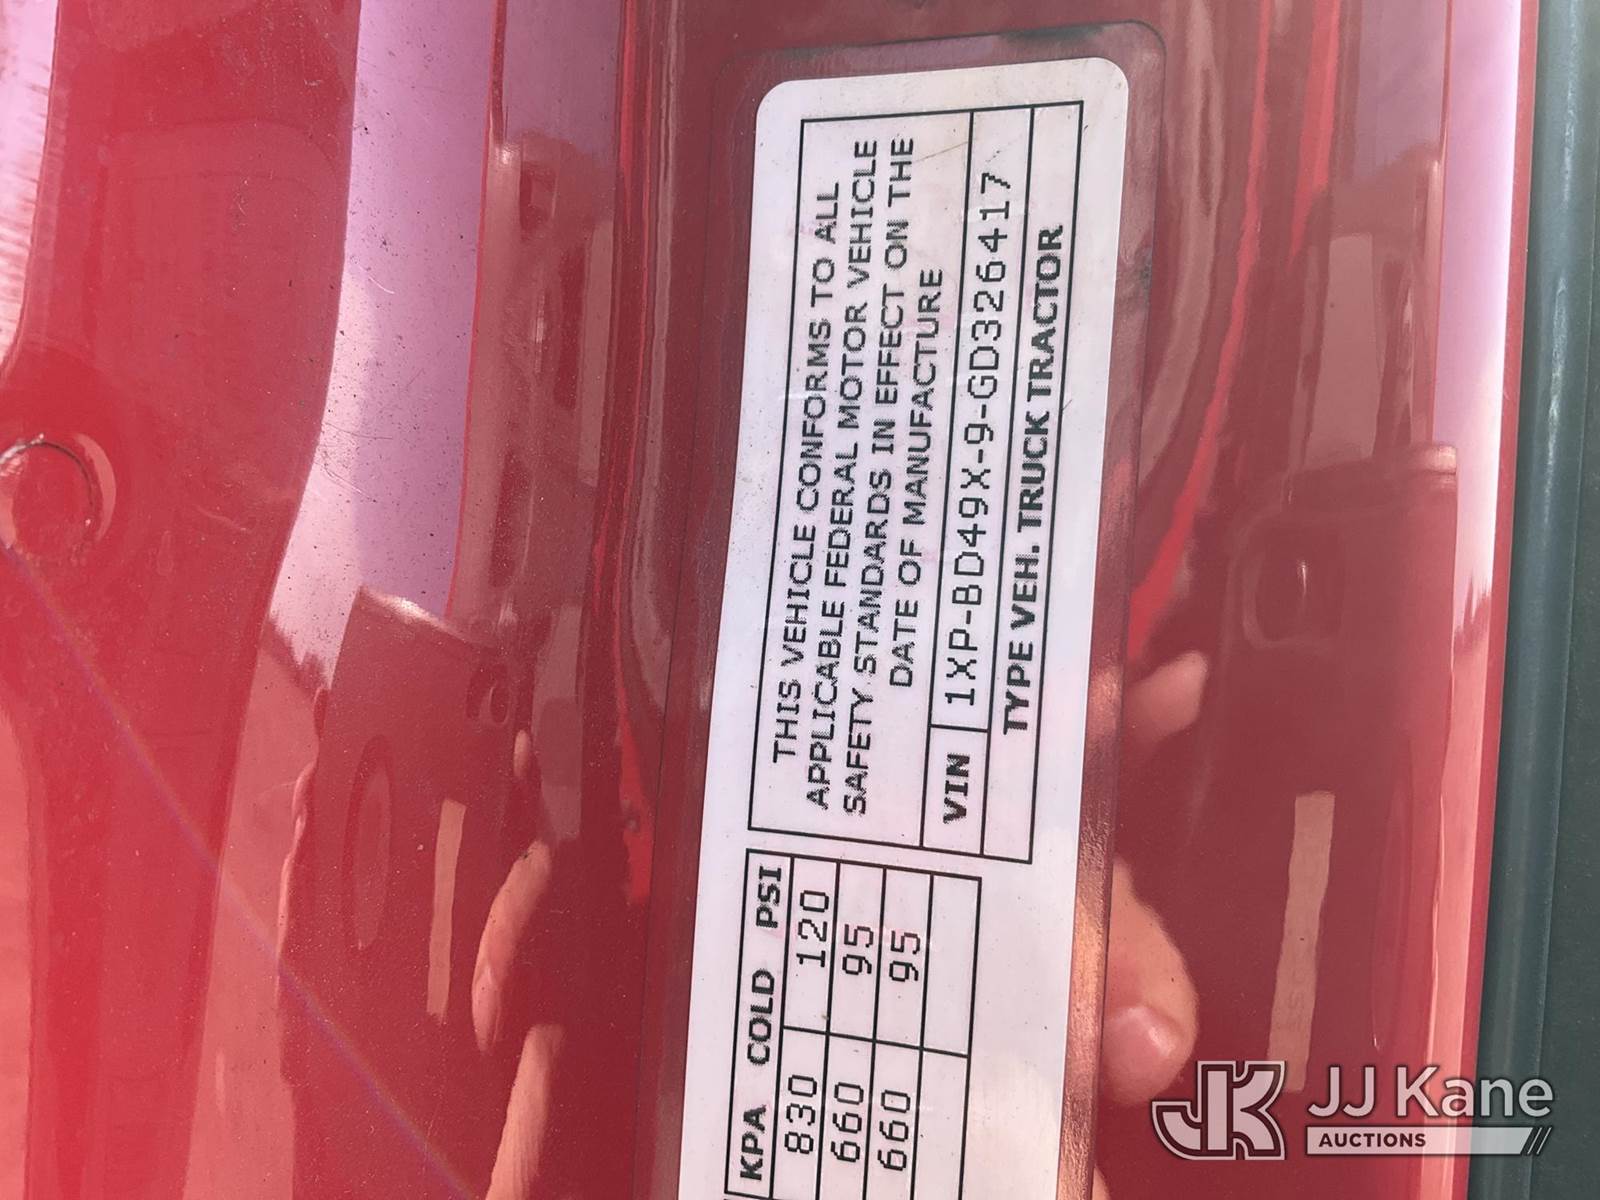 THIS VEHICLE CONFORMS TO ALL
APPLICABLE FEDERAL MOTOR VEHICLE
SAFETY STANDARDS IN EFFECT ON THE
DATE OF MANUFACTURE
VIN 1XP-BD49X-9-GD326417
TYPE VEH. TRUCK TRACTOR
KPA COLD PSI
830 120
660 95
660 95
JK JJ Kane
AUCTIONS